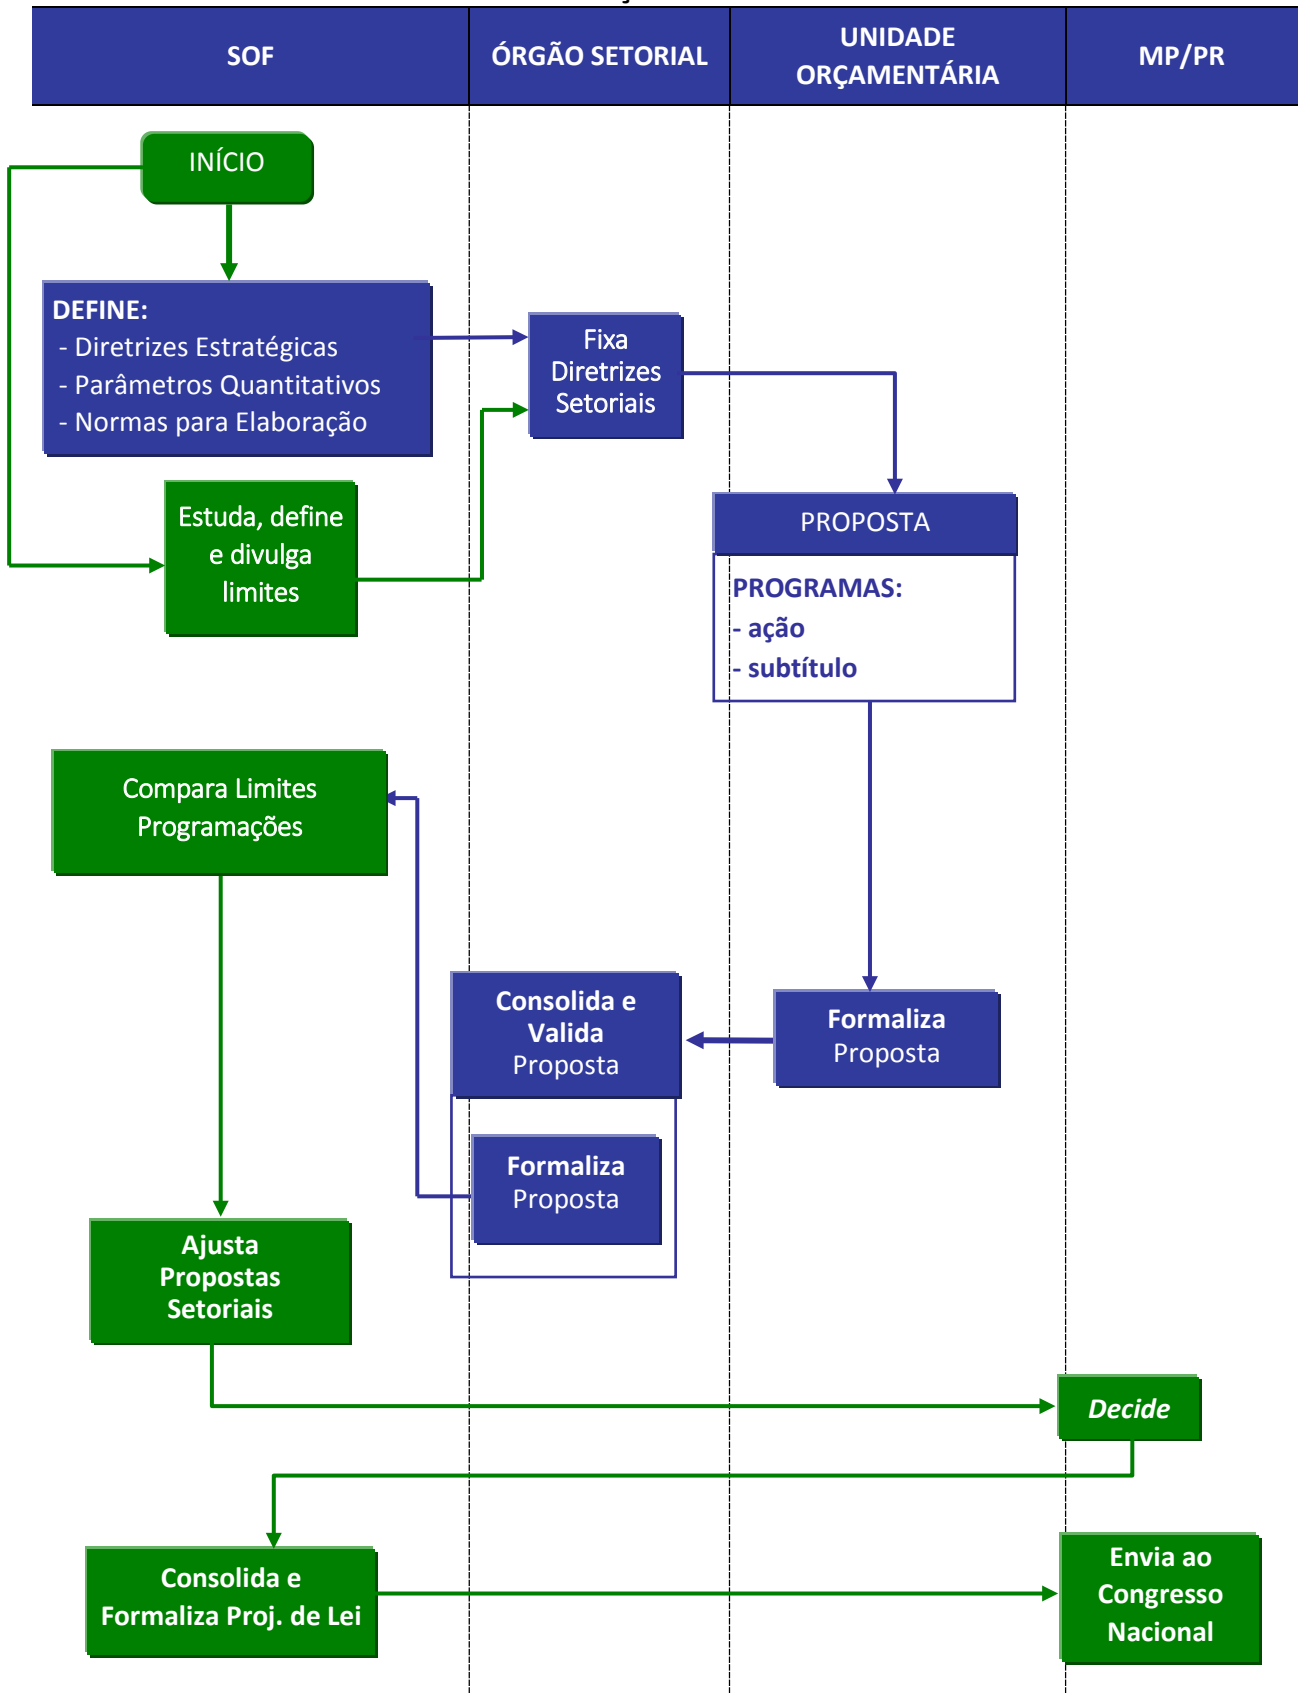 SOF
ÓRGÃO SETORIAL
UNIDADE
ORÇAMENTÁRIA
MP/PR
INÍCIO
DEFINE:
- Diretrizes Estratégicas
- Parâmetros Quantitativos
- Normas para Elaboração
Fixa
Diretrizes
Setoriais
Estuda, define
e divulga
limites
PROPOSTA
PROGRAMAS:
- ação
- subtítulo
Compara Limites
Programações
Consolida e
Valida
Proposta
Formaliza
Proposta
Formaliza
Proposta
Ajusta
Propostas
Setoriais
Decide
Consolida e
Formaliza Proj. de Lei
Envia ao
Congresso
Nacional